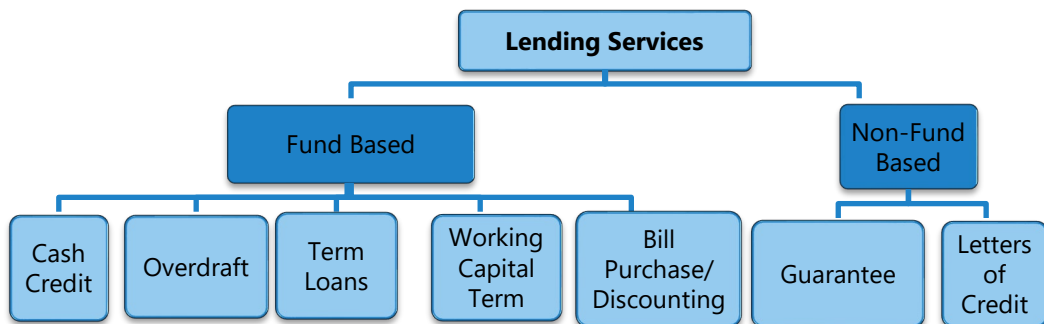 Lending Services
Fund Based
Non-Fund
Based
Cash
Credit
Overdraft
Term
Loans
Working
Capital
Term
Bill
Purchase/
Discounting
Guarantee
Letters
of
Credit